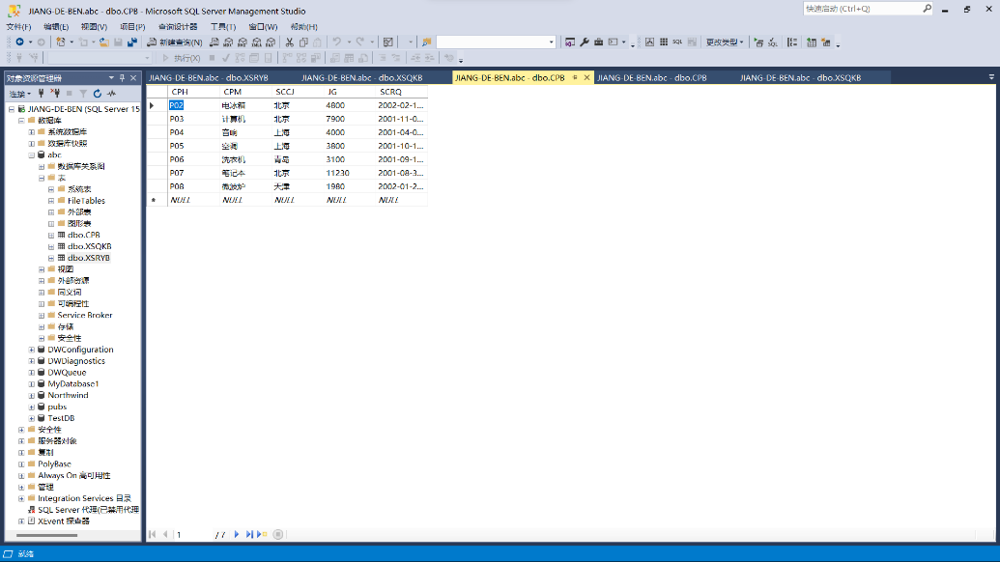 JIANG-DE-BEN.abc - dbo.CPB - Microsoft SQL Server Management Studio
快速启动 (Ctrl+Q)
文件(F) 编辑(E) 视图(V) 项目(P) 查询设计器 工具(T) 窗口(W) 帮助(H)
新建查询(N) MDX DMX XMLA DAX SQL 更改类型
执行(X)
对象资源管理器
JIANG-DE-BEN.abc - dbo.XSRYB JIANG-DE-BEN.abc - dbo.XSQKB JIANG-DE-BEN.abc - dbo.CPB JIANG-DE-BEN.abc - dbo.CPB JIANG-DE-BEN.abc - dbo.XSQKB
连接
JIANG-DE-BEN (SQL Server 15
数据库
系统数据库
数据库快照
abc
数据库关系图
表
系统表
FileTables
外部表
图形表
dbo.CPB
dbo.XSQKB
dbo.XSRYB
视图
外部资源
同义词
可编程性
Service Broker
存储
安全性
DWConfiguration
DWDiagnostics
DWQueue
MyDatabase1
Northwind
pubs
TestDB
安全性
服务器对象
复制
PolyBase
Always On 高可用性
管理
Integration Services 目录
SQL Server 代理(已禁用代理
XEvent 探查器
CPH CPM SCCJ JG SCRQ
P02 电冰箱 北京 4800 2002-02-1...
P03 计算机 北京 7900 2001-11-0...
P04 音响 上海 4000 2001-04-0...
P05 空调 上海 3800 2001-10-1...
P06 洗衣机 青岛 3100 2001-09-1...
P07 笔记本 北京 11230 2001-08-3...
P08 微波炉 天津 1980 2002-01-2...
NULL NULL NULL NULL NULL
1 / 7
就绪